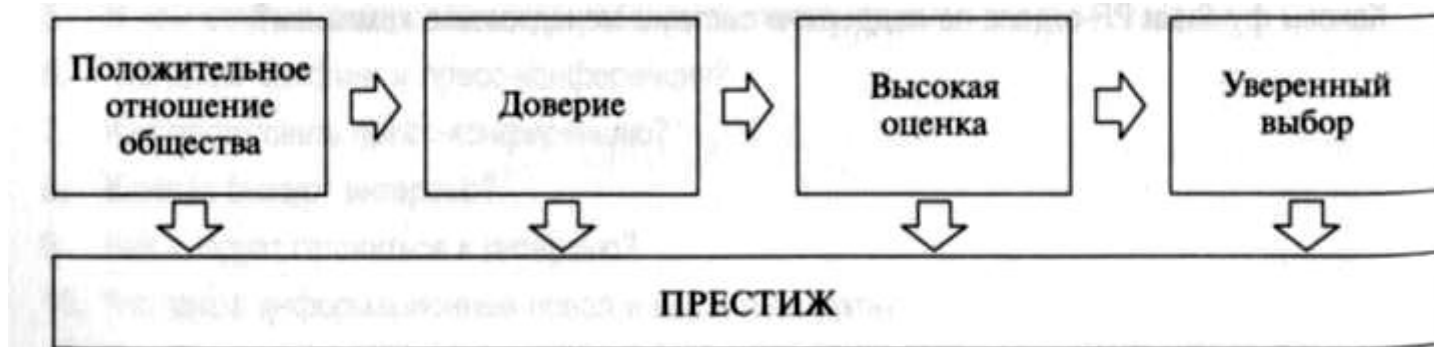 Положительное
отношение
общества
Доверие
Высокая
оценка
Уверенный
выбор
ПРЕСТИЖ